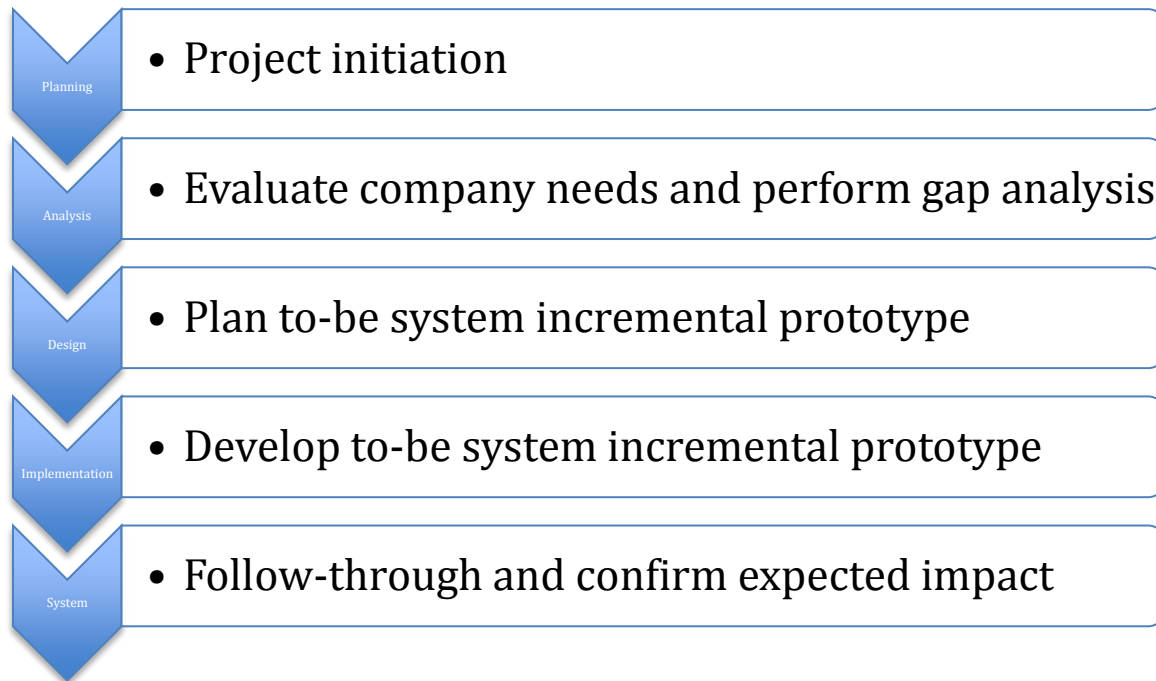 Planning
• Project initiation
Analysis
• Evaluate company needs and perform gap analysis
Design
• Plan to-be system incremental prototype
Implementation
• Develop to-be system incremental prototype
System
• Follow-through and confirm expected impact